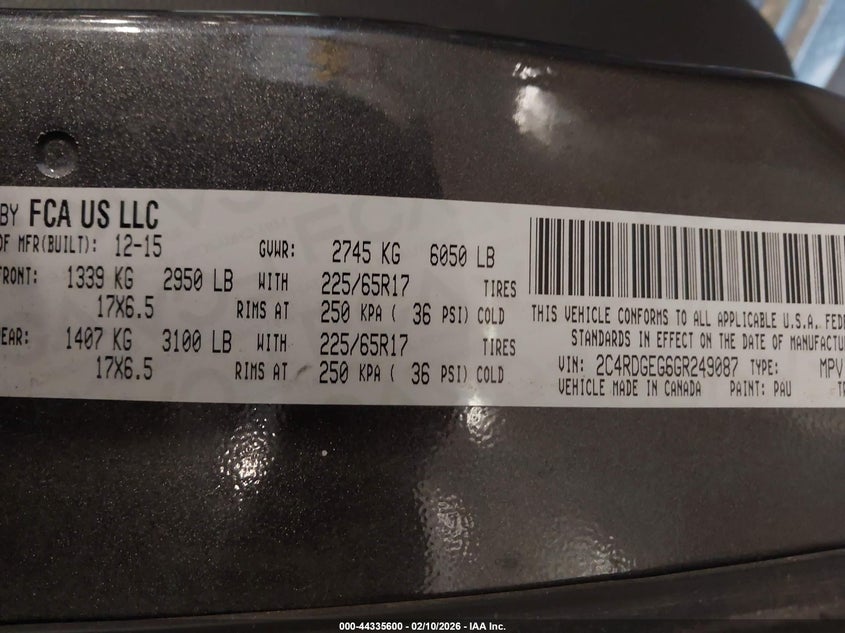 BY FCA US LLC
OF MFR(BUILT): 12-15 GVWR: 2745 KG 6050 LB
FRONT: 1339 KG 2950 LB WITH 225/65R17 TIRES
17X6.5 RIMS AT 250 KPA ( 36 PSI) COLD
EAR: 1407 KG 3100 LB WITH 225/65R17 TIRES
17X6.5 RIMS AT 250 KPA ( 36 PSI) COLD
THIS VEHICLE CONFORMS TO ALL APPLICABLE U.S.A. FEDE
STANDARDS IN EFFECT ON THE DATE OF MANUFACTU
VIN: 2C4RDGEG6GR249087 TYPE: MPV
VEHICLE MADE IN CANADA PAINT: PAU TR
000-44335600 - 02/10/2026 - IAA Inc.